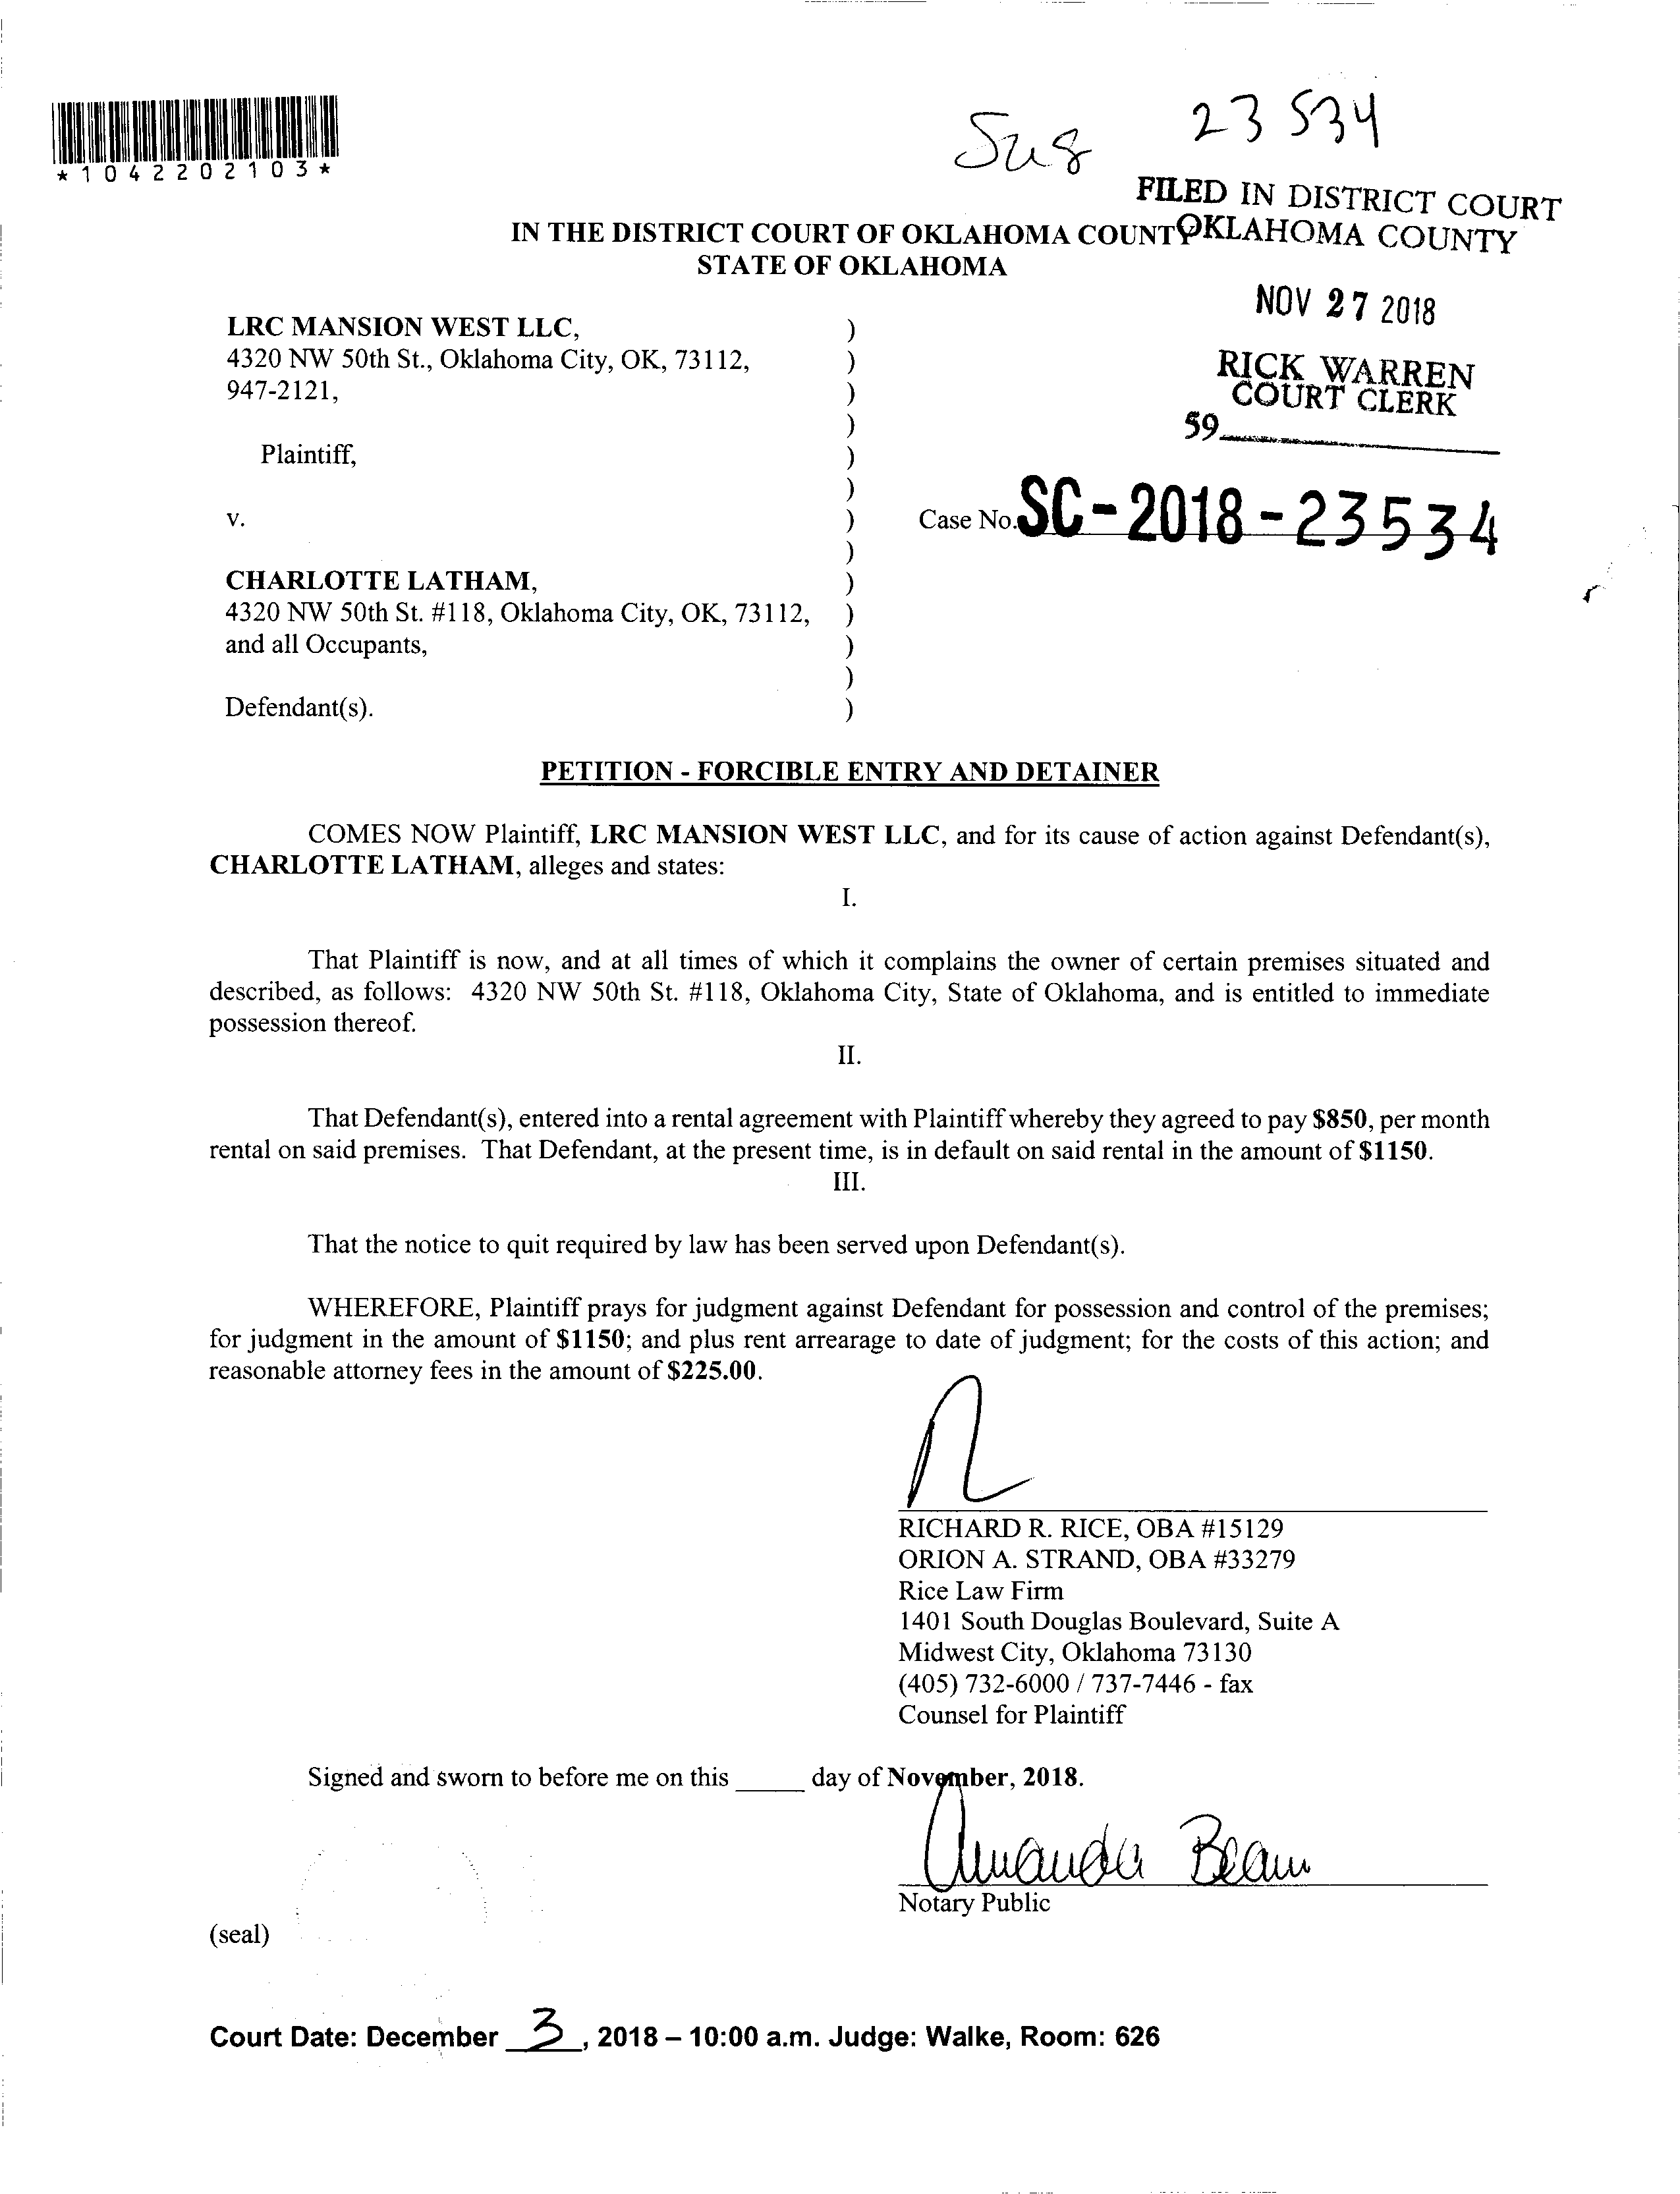 *1042202103*
23534
FILED IN DISTRICT COURT
OKLAHOMA COUNTY
IN THE DISTRICT COURT OF OKLAHOMA COUNT
STATE OF OKLAHOMA
NOV 27 2018
RICK WARREN
COURT CLERK
59
LRC MANSION WEST LLC, )
4320 NW 50th St., Oklahoma City, OK, 73112, )
947-2121, )
)
Plaintiff, )
)
v. ) Case No. SC-2018-23534
)
CHARLOTTE LATHAM, )
4320 NW 50th St. #118, Oklahoma City, OK, 73112, )
and all Occupants, )
)
Defendant(s). )
PETITION - FORCIBLE ENTRY AND DETAINER
COMES NOW Plaintiff, LRC MANSION WEST LLC, and for its cause of action against Defendant(s),
CHARLOTTE LATHAM, alleges and states:
I.
That Plaintiff is now, and at all times of which it complains the owner of certain premises situated and
described, as follows: 4320 NW 50th St. #118, Oklahoma City, State of Oklahoma, and is entitled to immediate
possession thereof.
II.
That Defendant(s), entered into a rental agreement with Plaintiff whereby they agreed to pay $850, per month
rental on said premises. That Defendant, at the present time, is in default on said rental in the amount of $1150.
III.
That the notice to quit required by law has been served upon Defendant(s).
WHEREFORE, Plaintiff prays for judgment against Defendant for possession and control of the premises;
for judgment in the amount of $1150; and plus rent arrearage to date of judgment; for the costs of this action; and
reasonable attorney fees in the amount of $225.00.
RICHARD R. RICE, OBA #15129
ORION A. STRAND, OBA #33279
Rice Law Firm
1401 South Douglas Boulevard, Suite A
Midwest City, Oklahoma 73130
(405) 732-6000 / 737-7446 - fax
Counsel for Plaintiff
Signed and sworn to before me on this _____ day of November, 2018.
Amanda Beam
Notary Public
(seal)
Court Date: December 3, 2018 – 10:00 a.m. Judge: Walke, Room: 626